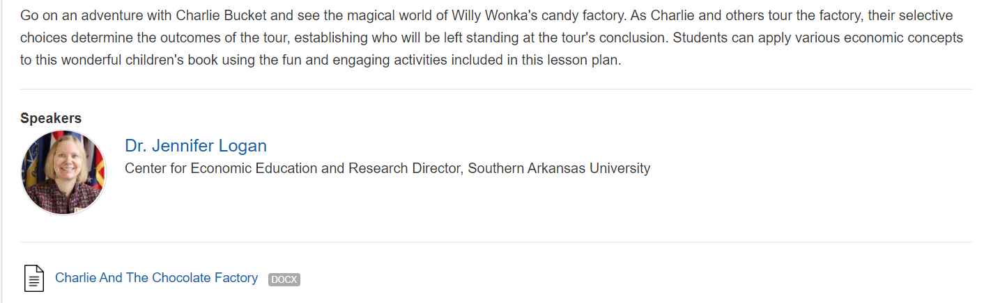 Go on an adventure with Charlie Bucket and see the magical world of Willy Wonka's candy factory. As Charlie and others tour the factory, their selective
choices determine the outcomes of the tour, establishing who will be left standing at the tour's conclusion. Students can apply various economic concepts
to this wonderful children's book using the fun and engaging activities included in this lesson plan.
Speakers
Dr. Jennifer Logan
Center for Economic Education and Research Director, Southern Arkansas University
Charlie And The Chocolate Factory DOCX